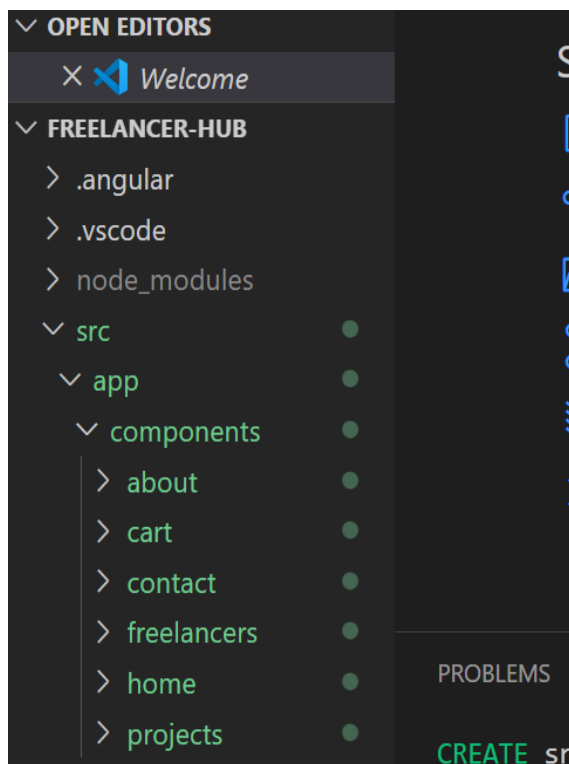 OPEN EDITORS
Welcome
FREELANCER-HUB
.angular
.vscode
node_modules
src
app
components
about
cart
contact
freelancers
home
projects
S
PROBLEMS
CREATE sr